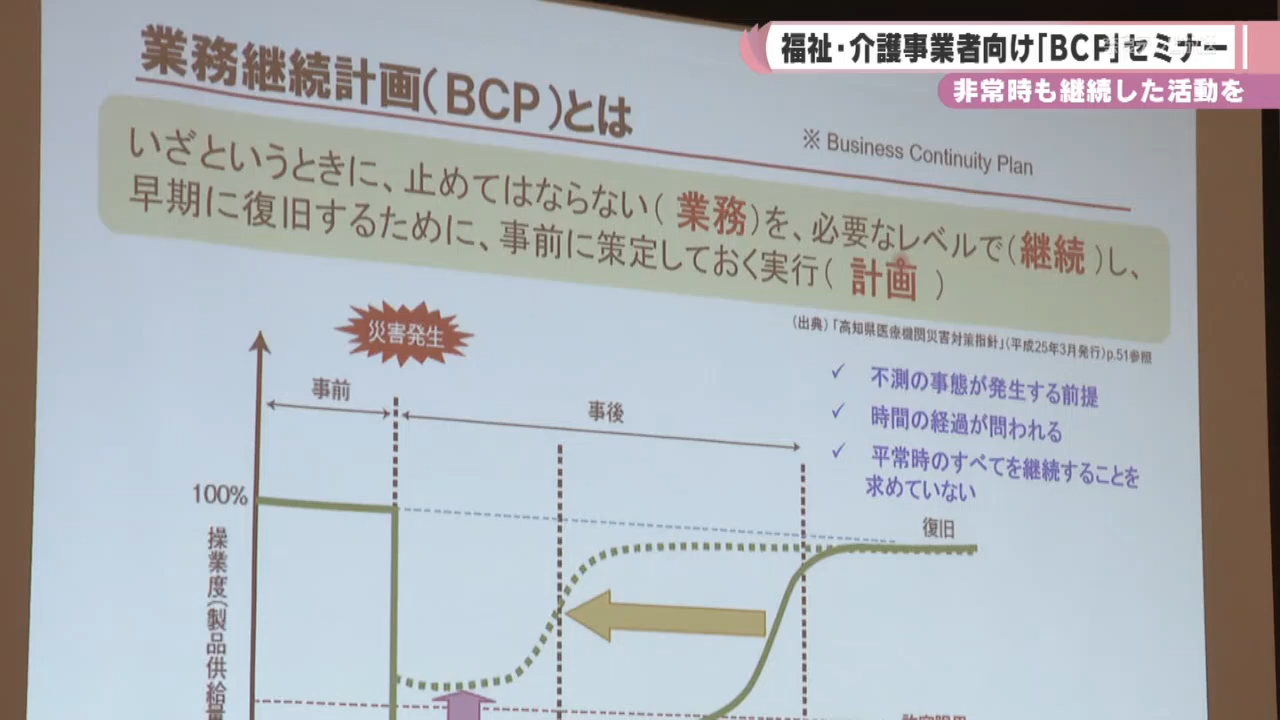 福祉・介護事業者向け「BCP」セミナー
非常時も継続した活動を
業務継続計画(BCP)とは
※ Business Continuity Plan
いざというときに、止めてはならない(業務)を、必要なレベルで(継続)し、
早期に復旧するために、事前に策定しておく実行(計画)
(出典)「高知県医療機関災害対策指針」(平成25年3月発行)p.51参照
災害発生
✓ 不測の事態が発生する前提
✓ 時間の経過が問われる
✓ 平常時のすべてを継続することを
求めていない
事前
事後
100%
復旧
操業度(製品供給量